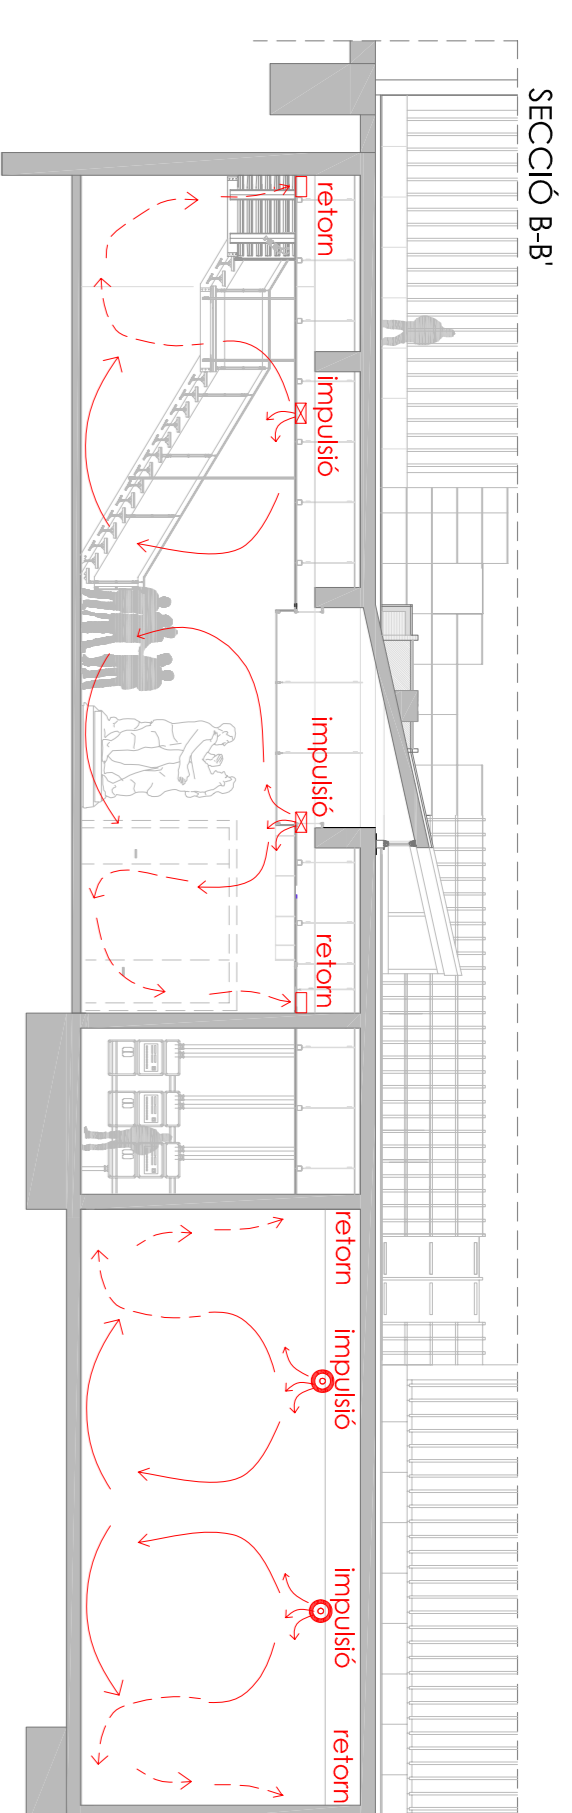 SECCIÓ B-B'
retorn
impulsió
impulsió
retorn
retorn
impulsió
impulsió
retorn